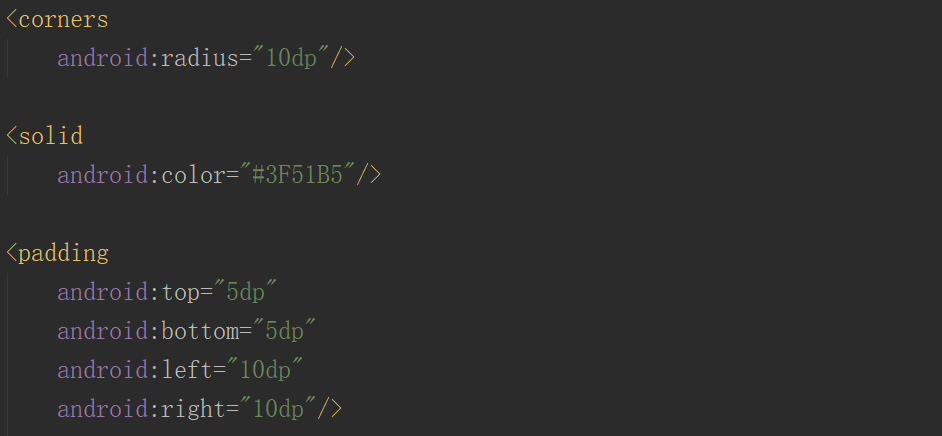 <corners
android:radius="10dp"/>
<solid
android:color="#3F51B5"/>
<padding
android:top="5dp"
android:bottom="5dp"
android:left="10dp"
android:right="10dp"/>